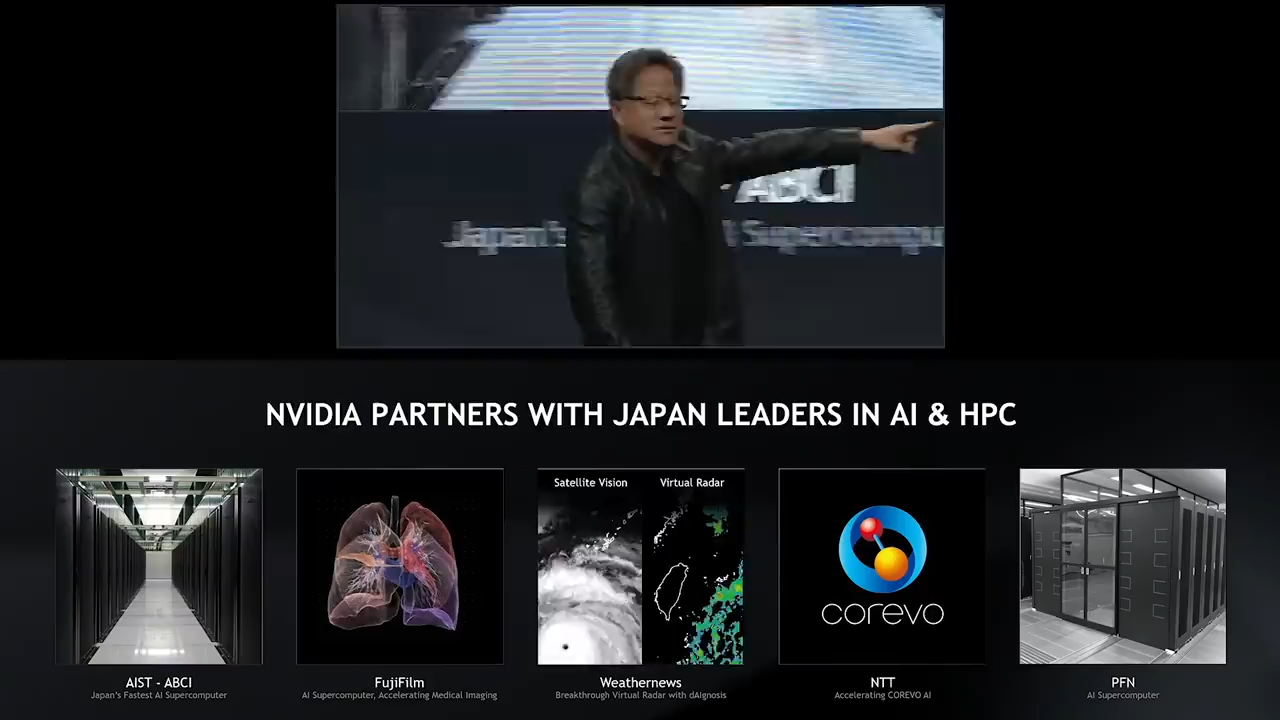 ABCI
Japan's
NVIDIA PARTNERS WITH JAPAN LEADERS IN AI & HPC
Satellite Vision
Virtual Radar
corevo
AIST - ABCI
Japan's Fastest AI Supercomputer
FujiFilm
AI Supercomputer, Accelerating Medical Imaging
Weathernews
Breakthrough Virtual Radar with dAIgnosis
NTT
Accelerating COREVO AI
PFN
AI Supercomputer